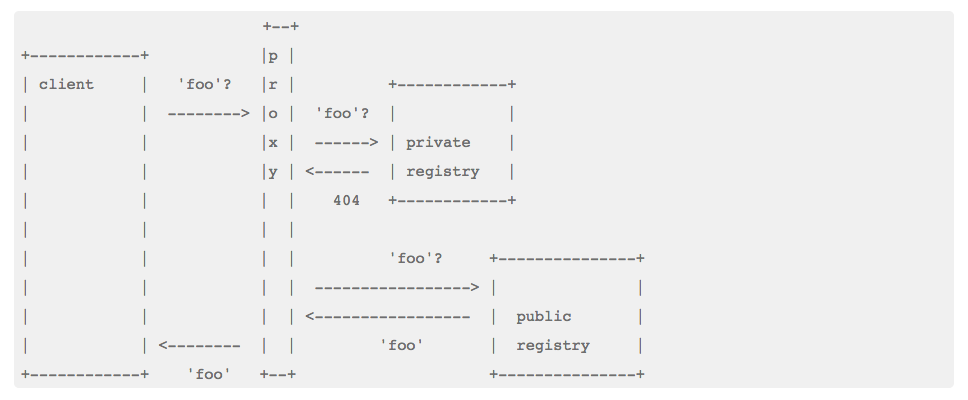 +--+
+------------+            |p |
| client     |   'foo'?   |r |          +------------+
|            |  --------> |o |  'foo'?  |            |
|            |            |x |  ------> | private    |
|            |            |y | <------  | registry   |
|            |            |  |    404   +------------+
|            |            |  |
|            |            |  |          'foo'?     +---------------+
|            |            |  |  -----------------> |               |
|            |            |  | <-----------------  |  public       |
|            | <--------  |  |         'foo'       |  registry     |
+------------+    'foo'   +--+                     +---------------+